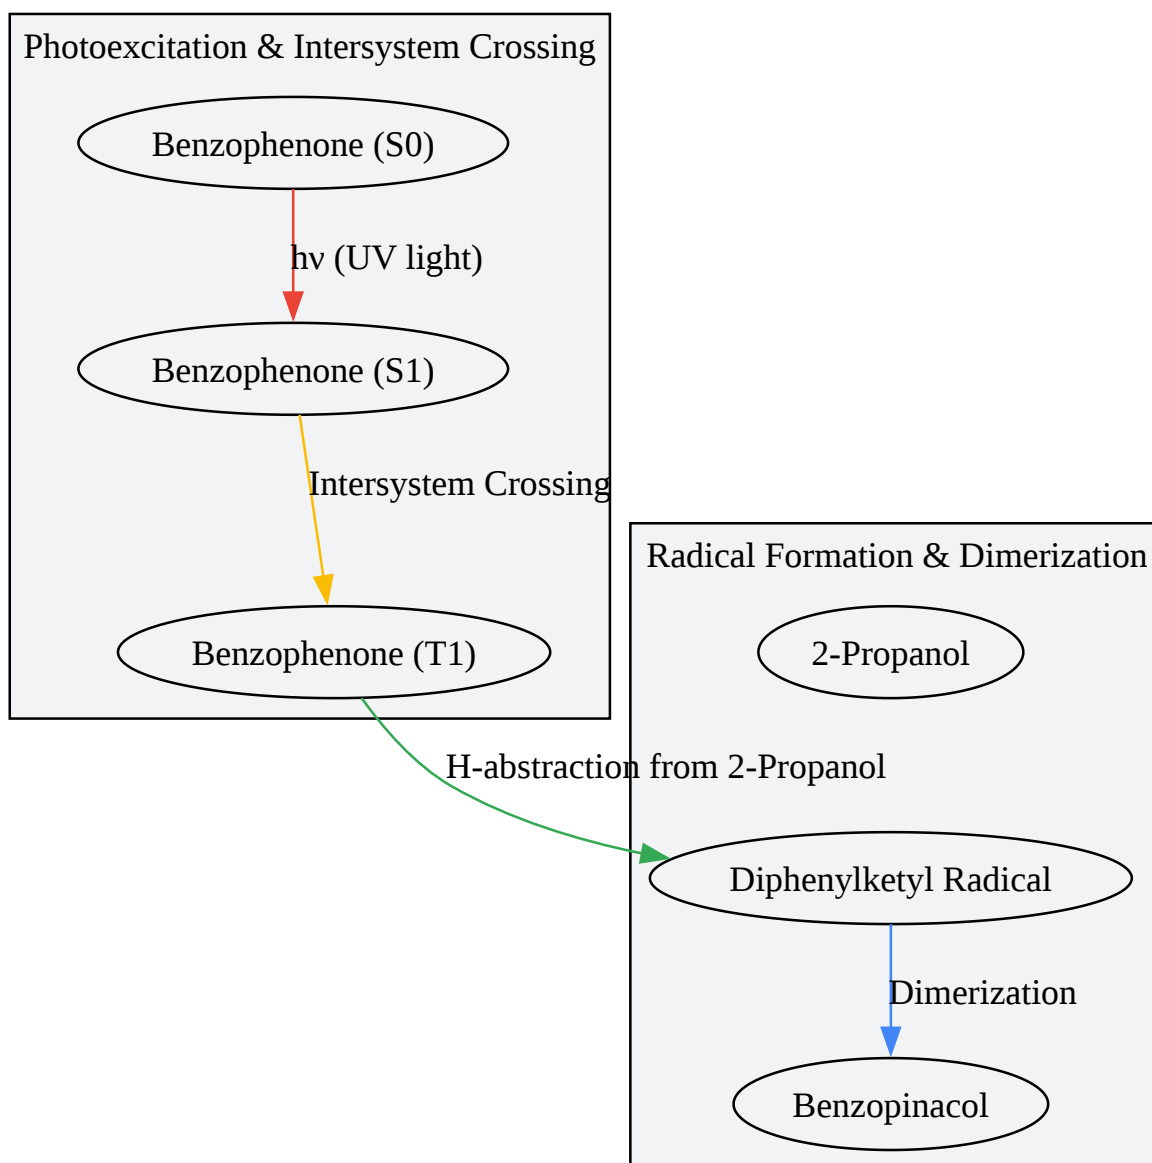 Photoexcitation & Intersystem Crossing
Benzophenone (S0)
hν (UV light)
Benzophenone (S1)
Intersystem Crossing
Benzophenone (T1)
Radical Formation & Dimerization
2-Propanol
H-abstraction from 2-Propanol
Diphenylketyl Radical
Dimerization
Benzopinacol